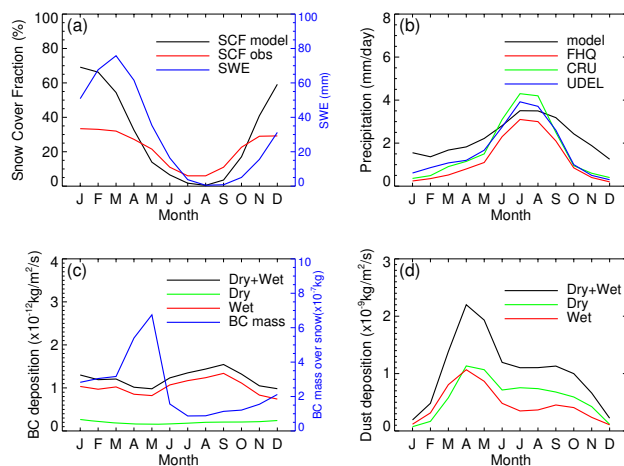 (a)
SCF model
SCF obs
SWE
Snow Cover Fraction (%)
100
80
60
40
20
0
SWE (mm)
100
80
60
40
20
0
J F M A M J J A S O N D
Month
(b)
model
FHQ
CRU
UDEL
Precipitation (mm/day)
8
6
4
2
0
J F M A M J J A S O N D
Month
(c)
Dry+Wet
Dry
Wet
BC mass
BC deposition (x10-12kg/m2/s)
4
3
2
1
0
BC mass over snow(x10-7kg)
10
8
6
4
2
0
J F M A M J J A S O N D
Month
(d)
Dry+Wet
Dry
Wet
Dust deposition (x10-9kg/m2/s)
3
2
1
0
J F M A M J J A S O N D
Month